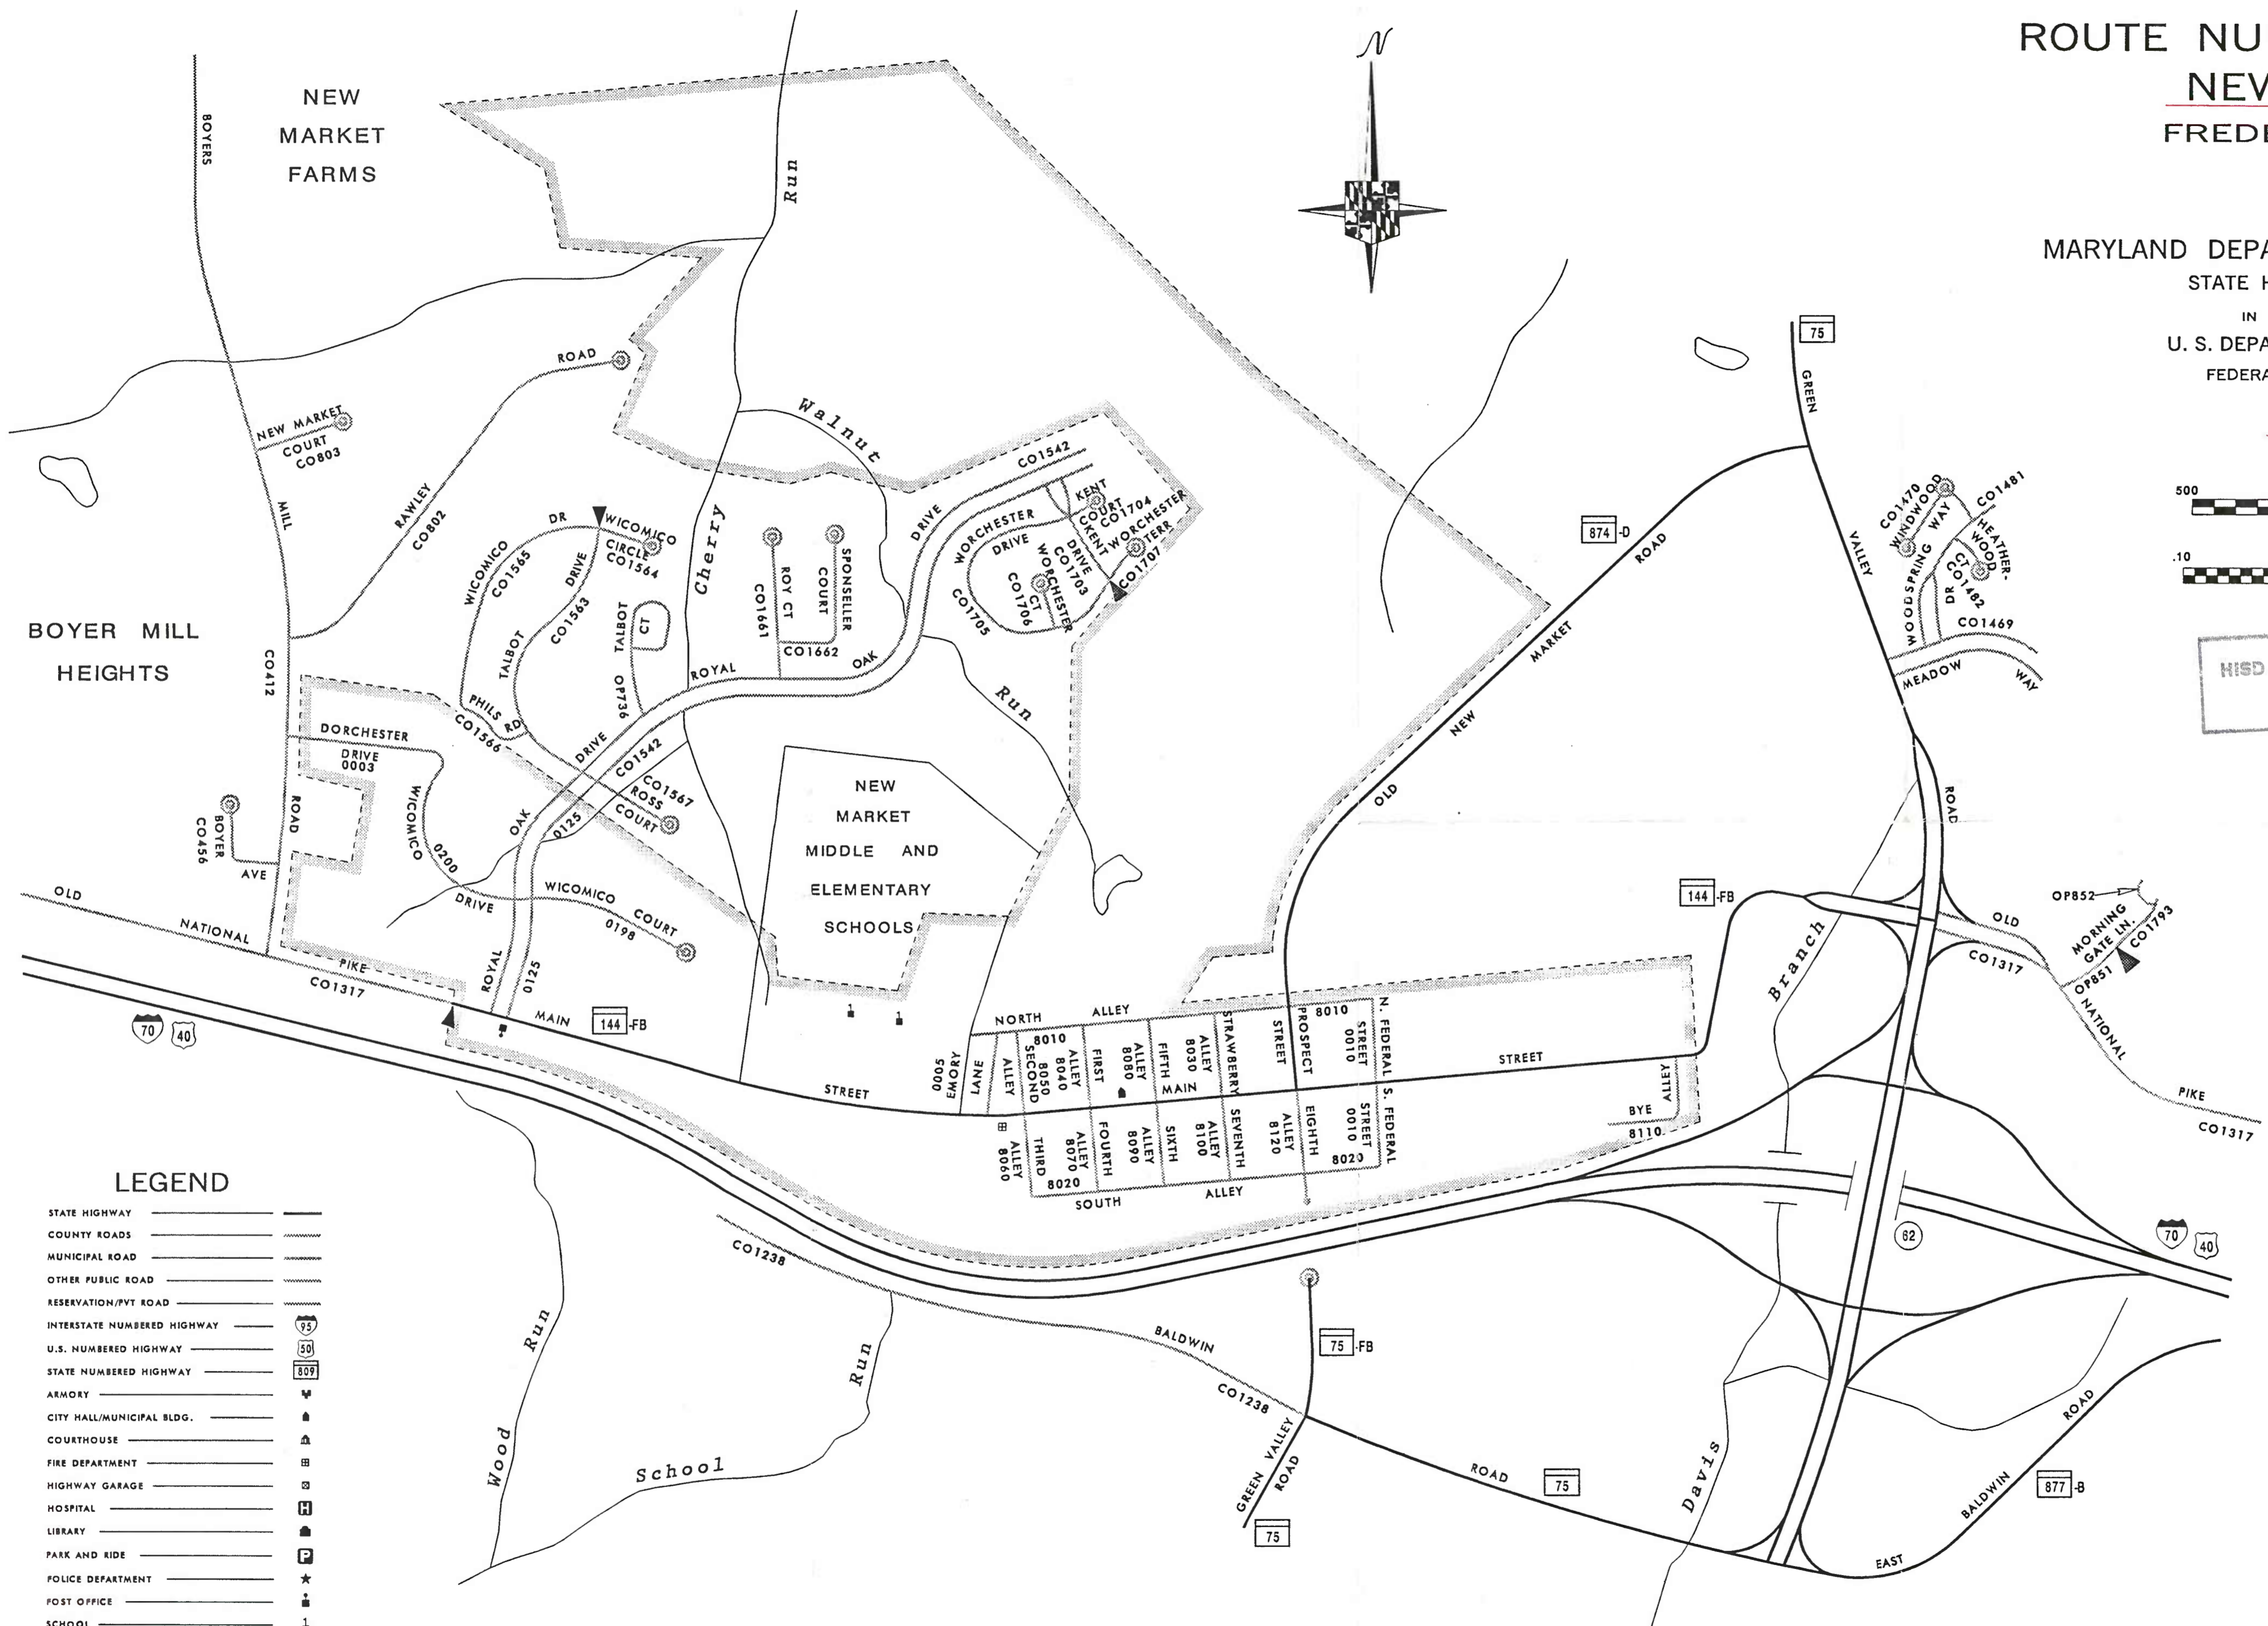 ROUTE NU
NEW
FREDE
MARYLAND DEPA
STATE H
IN
U. S. DEPA
FEDERA
500
.10
HISD
N
NEW
MARKET
FARMS
BOYERS
MILL
CO412
ROAD
Run
NEW MARKET
COURT
CO803
ROAD
RAWLEY
CO802
BOYER MILL
HEIGHTS
Walnut
Cherry
Run
DR
WICOMICO
CO1565
WICOMICO
CIRCLE
CO1564
DRIVE
CO1563
TALBOT
TALBOT
CT
OP736
PHILS RD
CO1566
ROY CT
CO1661
SPONSELLER
COURT
CO1662
ROYAL
OAK
DRIVE
CO1542
WORCHESTER
DRIVE
CO1705
KENT
COURT
CO1704
KENT
DRIVE
CO1703
WORCHESTER
TERR
CO1707
WORCHESTER
CT
CO1706
DRIVE
CO1542
CO1567
ROSS
COURT
OAK
0125
DORCHESTER
DRIVE
0003
WICOMICO
0200
DRIVE
WICOMICO COURT
0198
ROYAL
0125
BOYER
CO456
AVE
OLD
NATIONAL
PIKE
CO1317
70
40
MAIN
144 -FB
STREET
NEW
MARKET
MIDDLE AND
ELEMENTARY
SCHOOLS
1
1
75
GREEN
VALLEY
ROAD
874 -D
ROAD
MARKET
NEW
OLD
CO1470
WINDWOOD
WAY
CO1481
HEATHER-
WOOD
CT
CO1482
WOODSPRING
DR
CO1469
MEADOW
WAY
144 -FB
Branch
OLD
CO1317
OP852
MORNING
GATE LN.
CO1793
OP851
NATIONAL
PIKE
CO1317
NORTH
ALLEY
8010
8010
0005
EMORY
LANE
ALLEY
SECOND
8050
8040
ALLEY
FIRST
8080
ALLEY
FIFTH
8030
ALLEY
STRAWBERRY
STREET
PROSPECT
STREET
0010
N. FEDERAL
MAIN
STREET
ALLEY
8060
THIRD
ALLEY
8070
FOURTH
ALLEY
8090
SIXTH
ALLEY
8100
SEVENTH
ALLEY
8120
EIGHTH
STREET
0010
S. FEDERAL
8020
8020
SOUTH
ALLEY
ALLEY
BYE
8110
62
70
40
CO1238
BALDWIN
CO1238
75 -FB
GREEN VALLEY
ROAD
75
ROAD
75
Davis
EAST
BALDWIN
ROAD
877 -B
Wood
Run
School
Run
LEGEND
STATE HIGHWAY
COUNTY ROADS
MUNICIPAL ROAD
OTHER PUBLIC ROAD
RESERVATION/PVT ROAD
INTERSTATE NUMBERED HIGHWAY 95
U.S. NUMBERED HIGHWAY 50
STATE NUMBERED HIGHWAY 809
ARMORY
CITY HALL/MUNICIPAL BLDG.
COURTHOUSE
FIRE DEPARTMENT
HIGHWAY GARAGE
HOSPITAL H
LIBRARY
PARK AND RIDE P
POLICE DEPARTMENT
POST OFFICE
SCHOOL 1